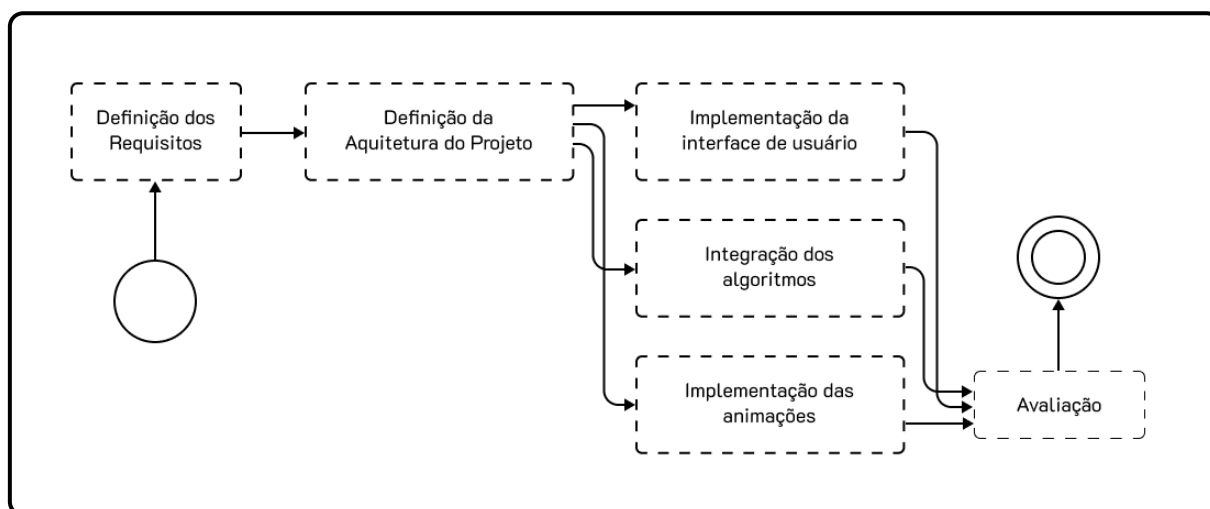 Definição dos
Requisitos
Definição da
Aquitetura do Projeto
Implementação da
interface de usuário
Integração dos
algoritmos
Implementação das
animações
Avaliação